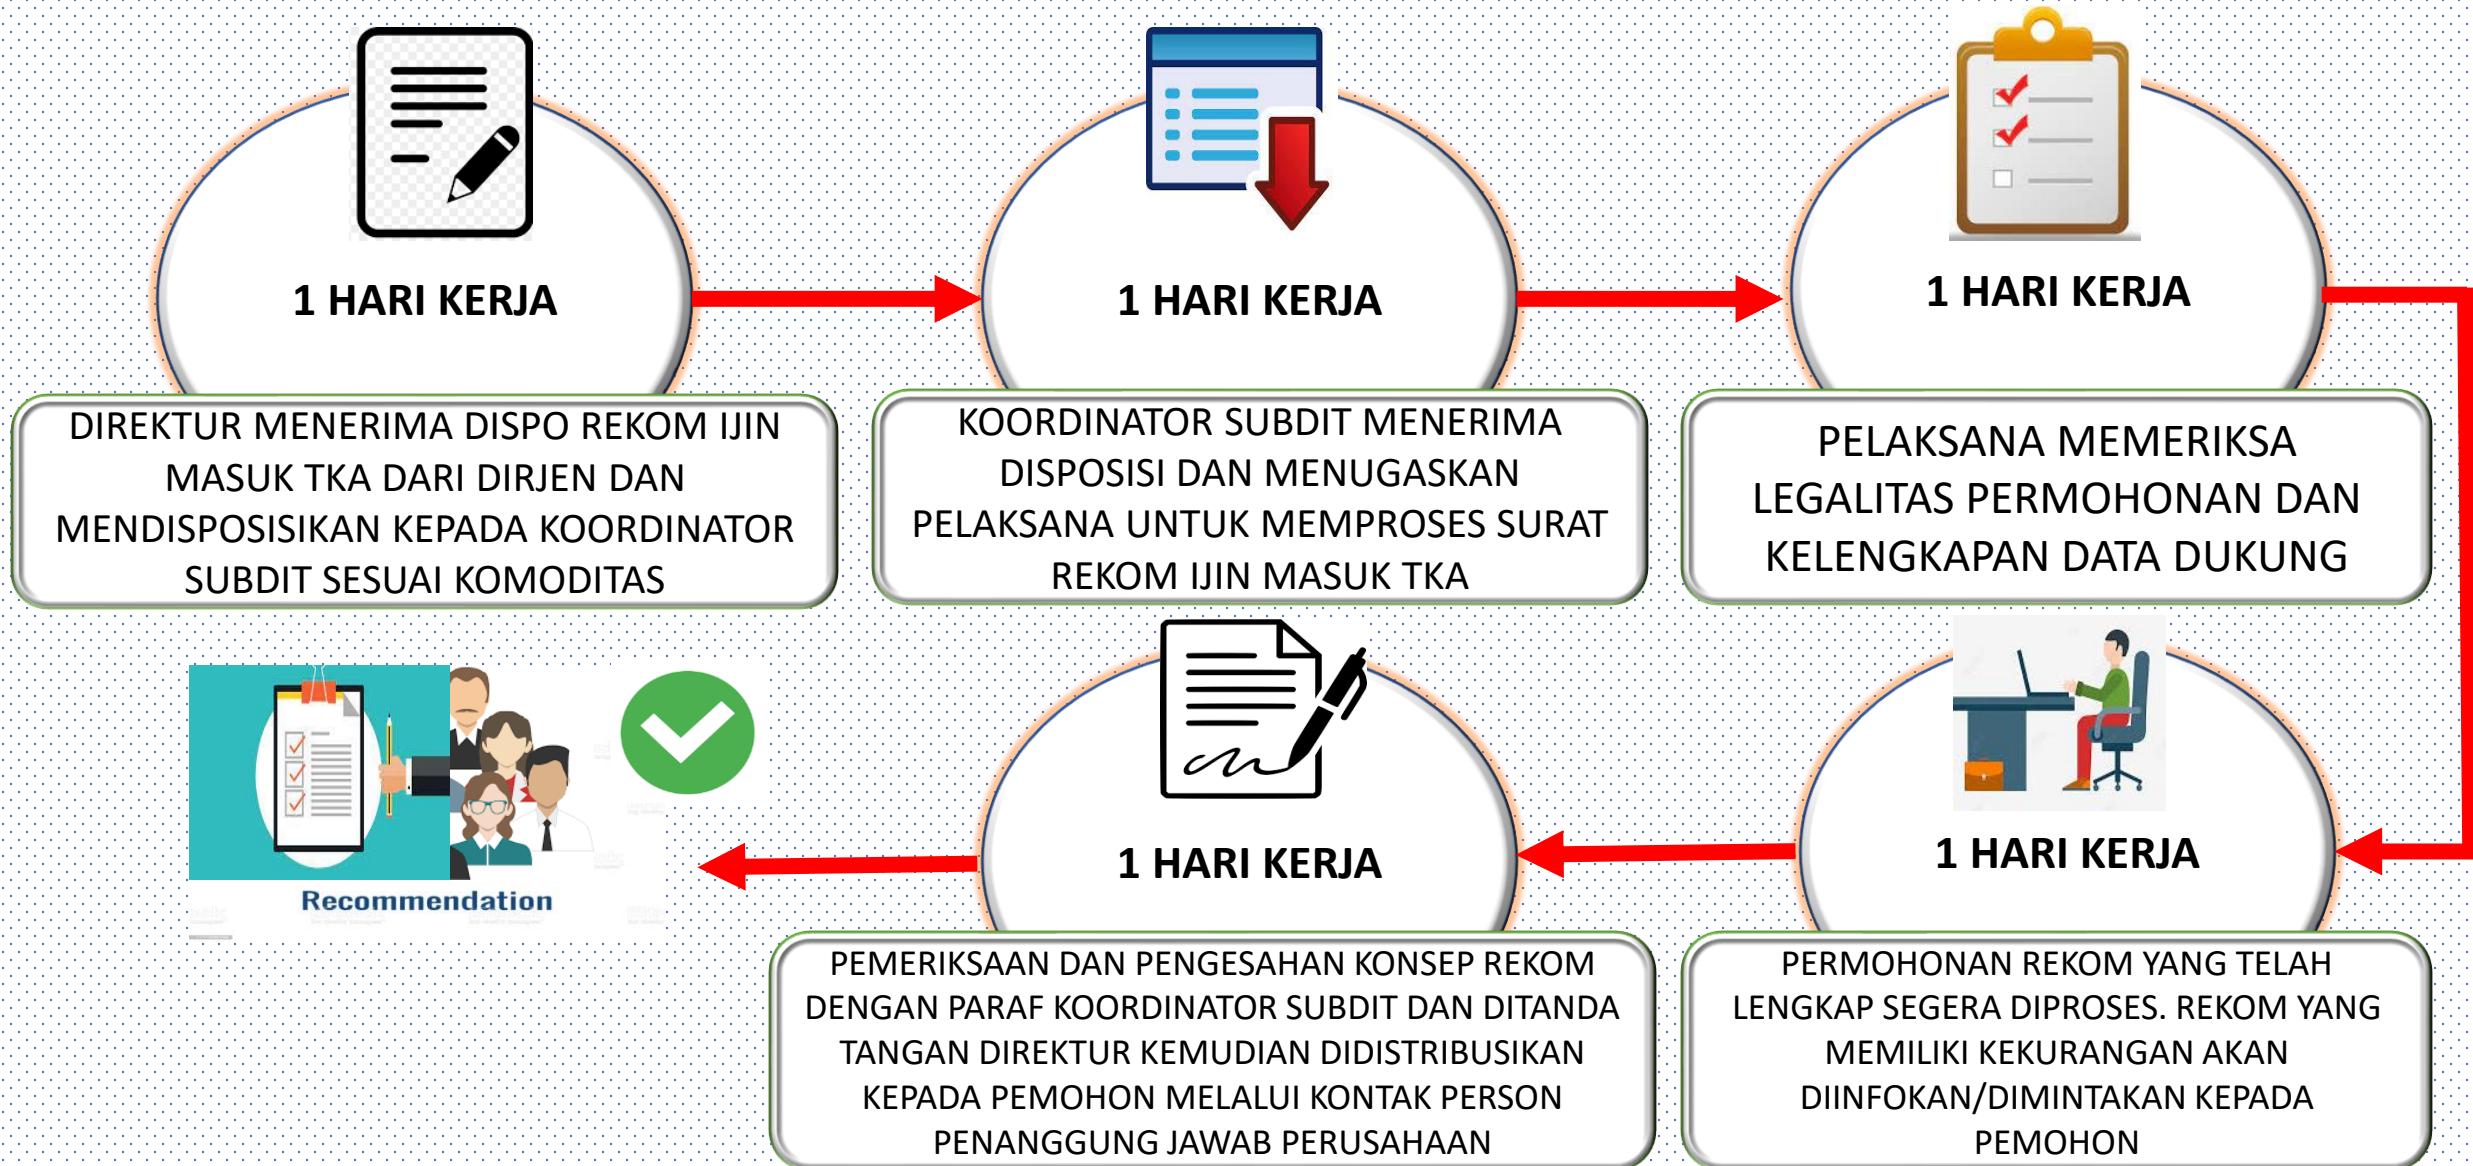 1 HARI KERJA
DIREKTUR MENERIMA DISPO REKOM IJIN
MASUK TKA DARI DIRJEN DAN
MENDISPOSISIKAN KEPADA KOORDINATOR
SUBDIT SESUAI KOMODITAS
1 HARI KERJA
KOORDINATOR SUBDIT MENERIMA
DISPOSISI DAN MENUGASKAN
PELAKSANA UNTUK MEMPROSES SURAT
REKOM IJIN MASUK TKA
1 HARI KERJA
PELAKSANA MEMERIKSA
LEGALITAS PERMOHONAN DAN
KELENGKAPAN DATA DUKUNG
1 HARI KERJA
PERMOHONAN REKOM YANG TELAH
LENGKAP SEGERA DIPROSES. REKOM YANG
MEMILIKI KEKURANGAN AKAN
DIINFOKAN/DIMINTAKAN KEPADA
PEMOHON
1 HARI KERJA
PEMERIKSAAN DAN PENGESAHAN KONSEP REKOM
DENGAN PARAF KOORDINATOR SUBDIT DAN DITANDA
TANGAN DIREKTUR KEMUDIAN DIDISTRIBUSIKAN
KEPADA PEMOHON MELALUI KONTAK PERSON
PENANGGUNG JAWAB PERUSAHAAN
Recommendation